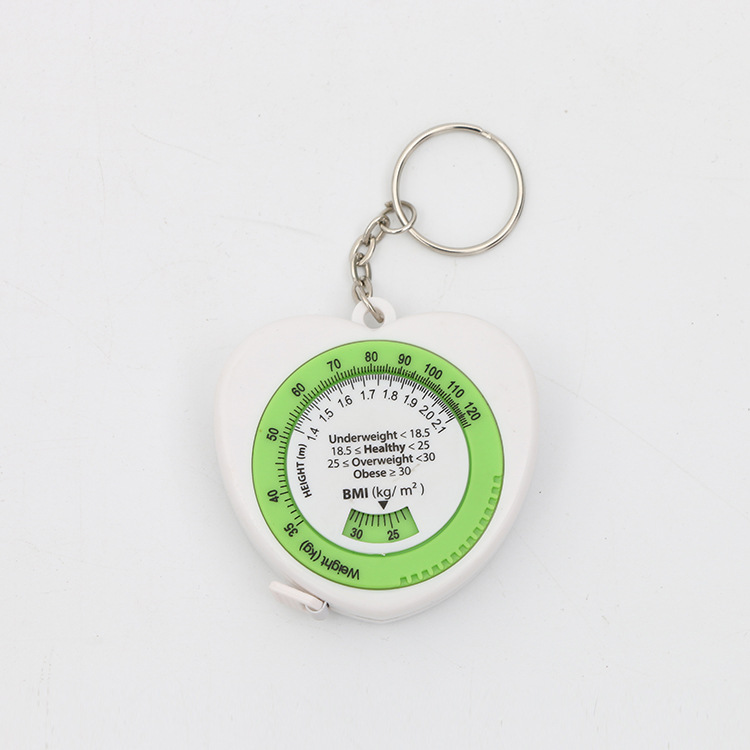 35 40 50 60 70 80 90 100 110 120
Weight (kg)
HEIGHT (m) 1.4 1.5 1.6 1.7 1.8 1.9 2.0 2.1
Underweight < 18.5
18.5 ≤ Healthy < 25
25 ≤ Overweight <30
Obese ≥ 30
BMI (kg/ m²)
30 25